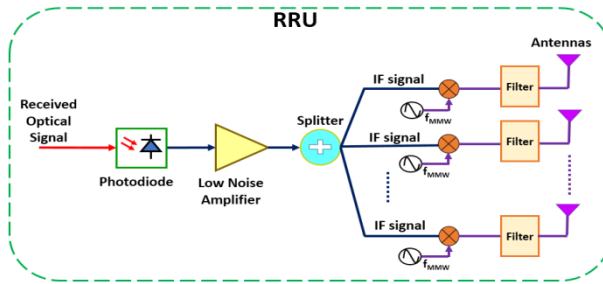 RRU
Antennas
Received
Optical
Signal
Photodiode
Low Noise
Amplifier
Splitter
IF signal
fMMW
Filter
IF signal
fMMW
Filter
IF signal
fMMW
Filter